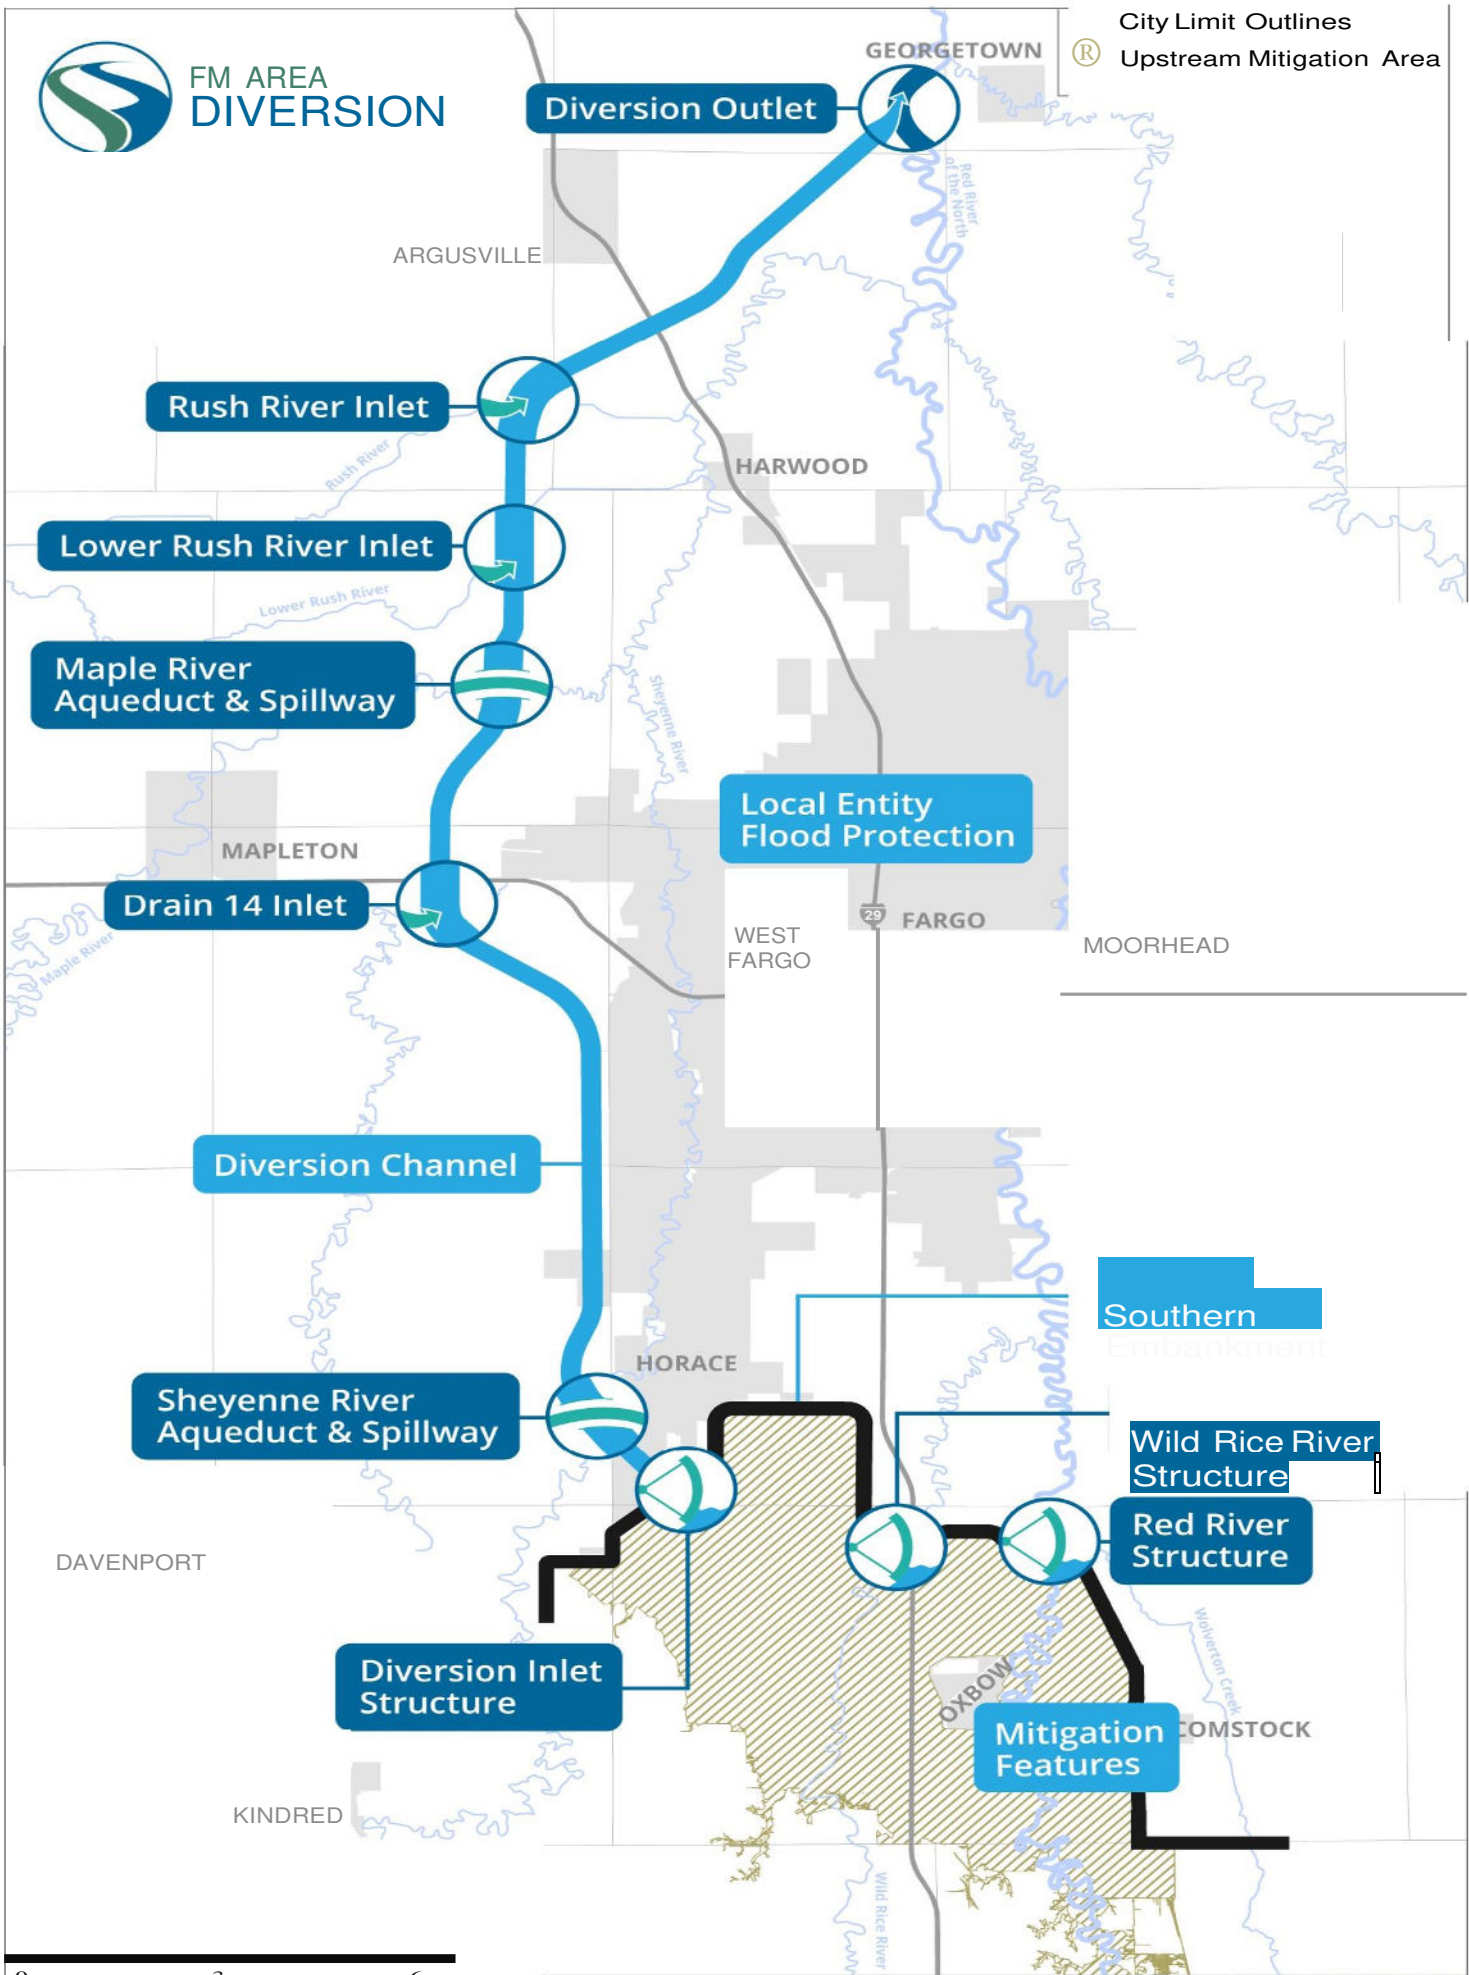 City Limit Outlines
® Upstream Mitigation Area
FM AREA
DIVERSION
GEORGETOWN
Diversion Outlet
Red River
of the North
ARGUSVILLE
Rush River Inlet
Rush River
HARWOOD
Lower Rush River Inlet
Lower Rush River
Maple River
Aqueduct & Spillway
Sheyenne River
Local Entity
Flood Protection
MAPLETON
Drain 14 Inlet
29
FARGO
WEST
FARGO
MOORHEAD
Maple River
Diversion Channel
Southern
Embankment
HORACE
Sheyenne River
Aqueduct & Spillway
Wild Rice River
Structure
Red River
Structure
DAVENPORT
Wolverton Creek
Diversion Inlet
Structure
OXBOW
Mitigation
Features
COMSTOCK
KINDRED
Wild Rice River